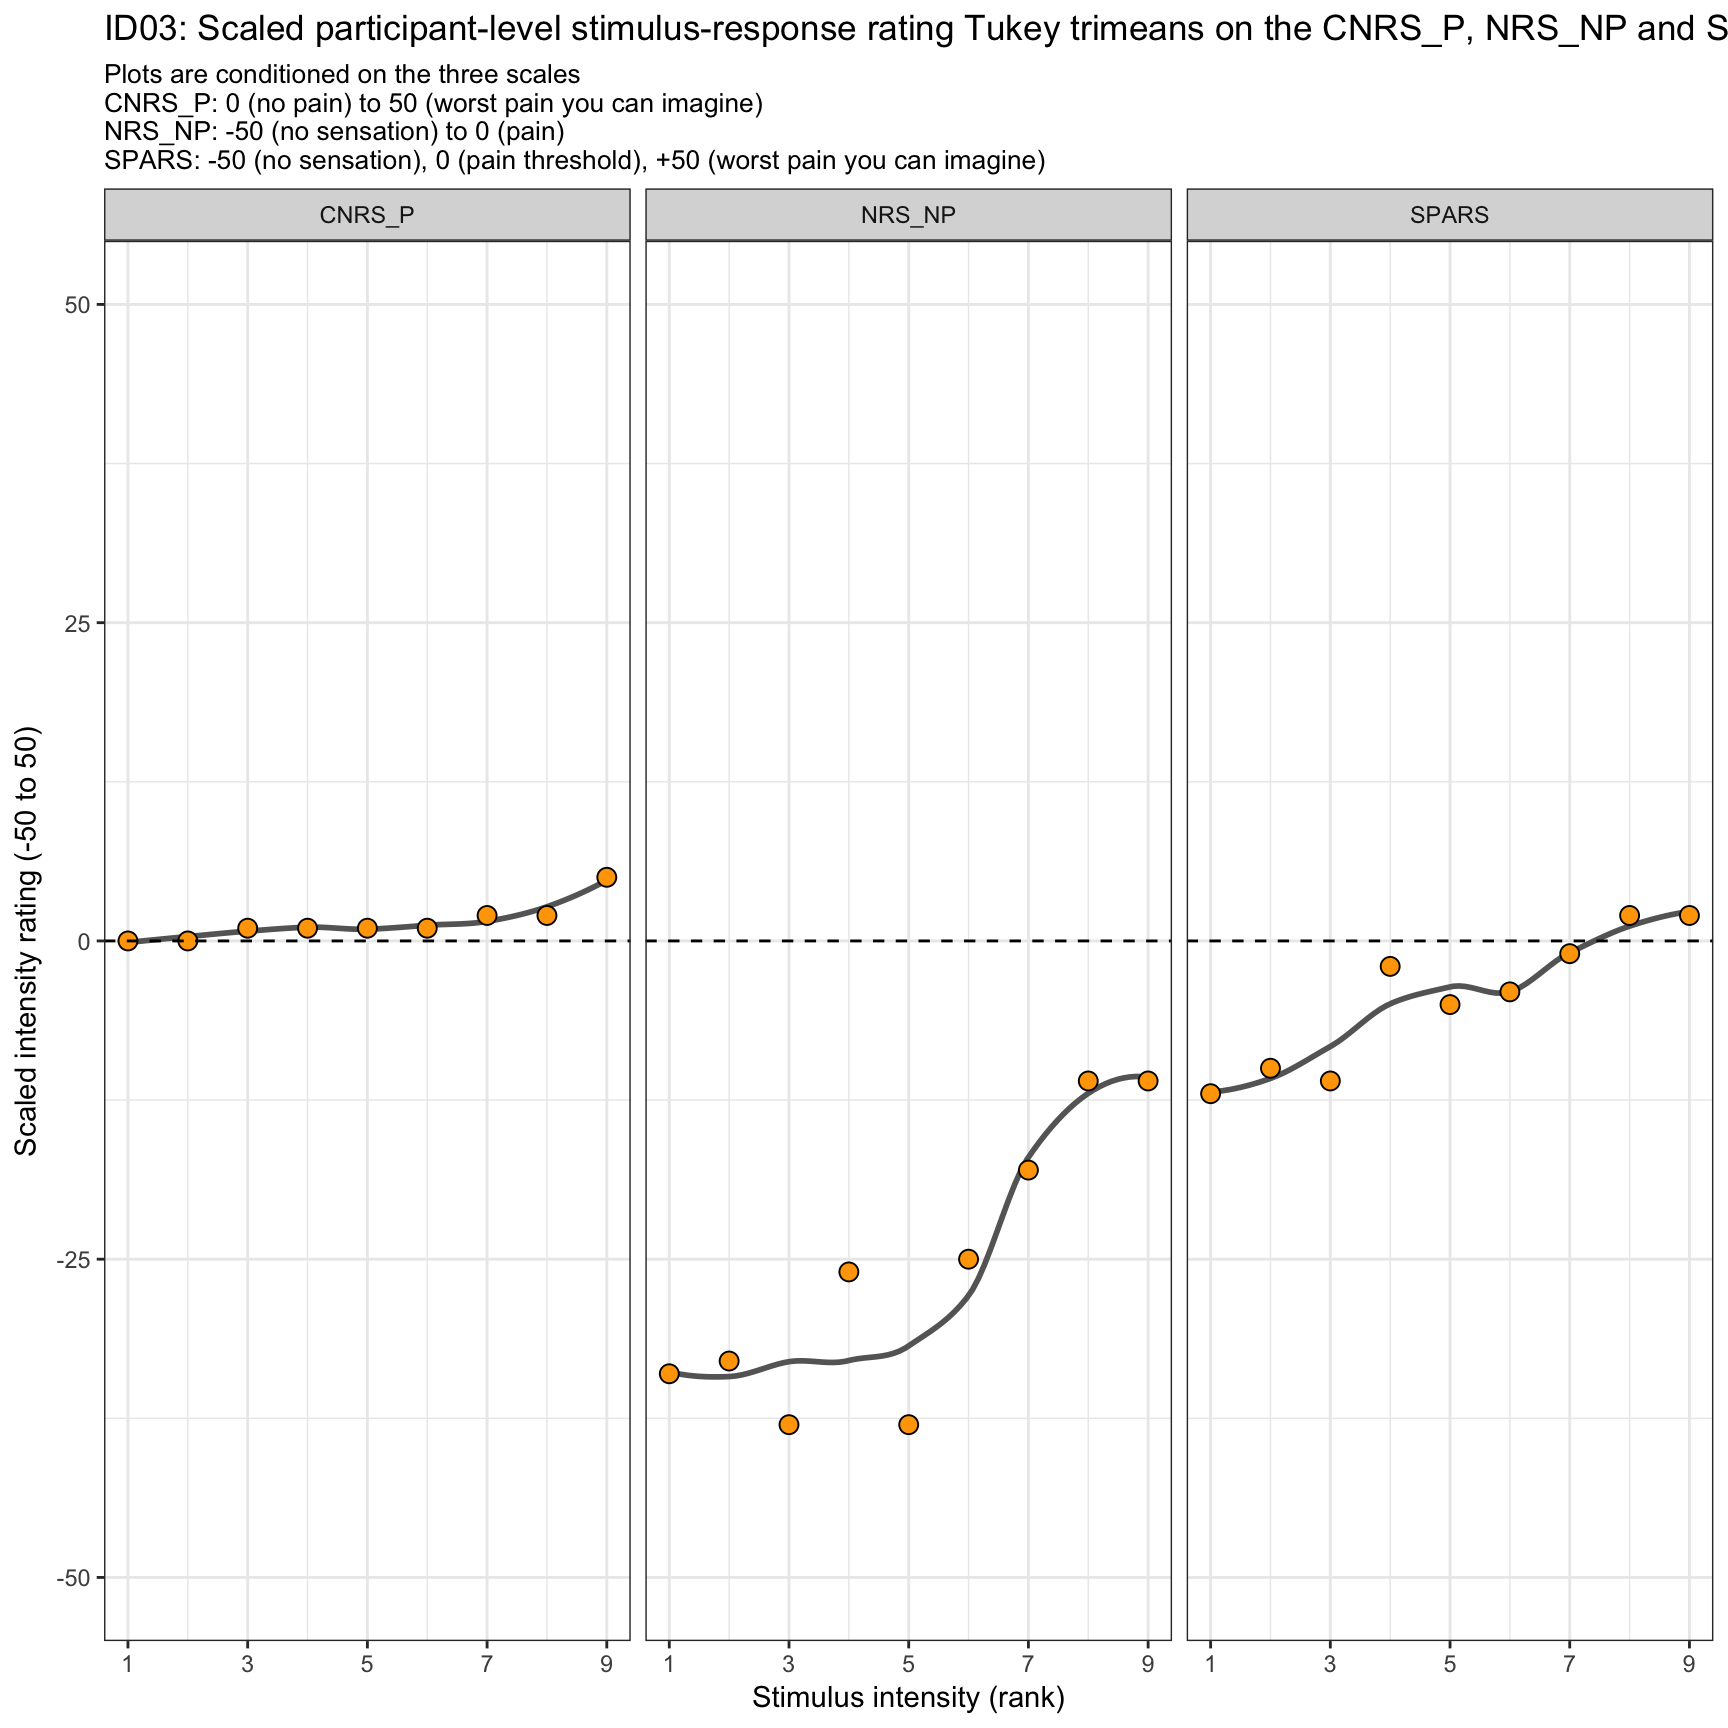 ID03: Scaled participant-level stimulus-response rating Tukey trimeans on the CNRS_P, NRS_NP and S
Plots are conditioned on the three scales
CNRS_P: 0 (no pain) to 50 (worst pain you can imagine)
NRS_NP: -50 (no sensation) to 0 (pain)
SPARS: -50 (no sensation), 0 (pain threshold), +50 (worst pain you can imagine)
CNRS_P NRS_NP SPARS
50
25
0
-25
-50
Scaled intensity rating (-50 to 50)
1 3 5 7 9 1 3 5 7 9 1 3 5 7 9
Stimulus intensity (rank)